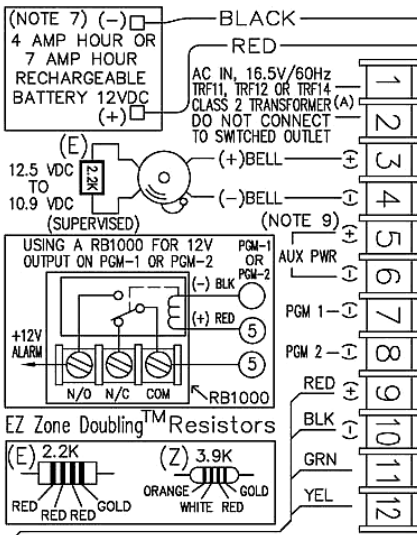 (NOTE 7) (-)
BLACK
4 AMP HOUR OR
7 AMP HOUR
RECHARGEABLE
BATTERY 12VDC
(+)
RED
AC IN, 16.5V/60Hz
TRF11, TRF12 OR TRF14
CLASS 2 TRANSFORMER (A)
DO NOT CONNECT
TO SWITCHED OUTLET
1
2
(E)
12.5 VDC
TO
10.9 VDC
2.2K
(SUPERVISED)
(+)BELL (+) 3
(-)BELL (-) 4
(NOTE 9)
AUX PWR
(+) 5
(-) 6
USING A RB1000 FOR 12V
OUTPUT ON PGM-1 OR PGM-2
PGM-1
OR
PGM-2
(-) BLK
(+) RED
5
5
+12V
ALARM
N/O N/C COM
RB1000
PGM 1 (-) 7
PGM 2 (-) 8
RED (+) 9
BLK (-) 10
GRN 11
YEL 12
EZ Zone Doubling™ Resistors
(E) 2.2K
RED RED RED GOLD
(Z) 3.9K
ORANGE WHITE RED GOLD